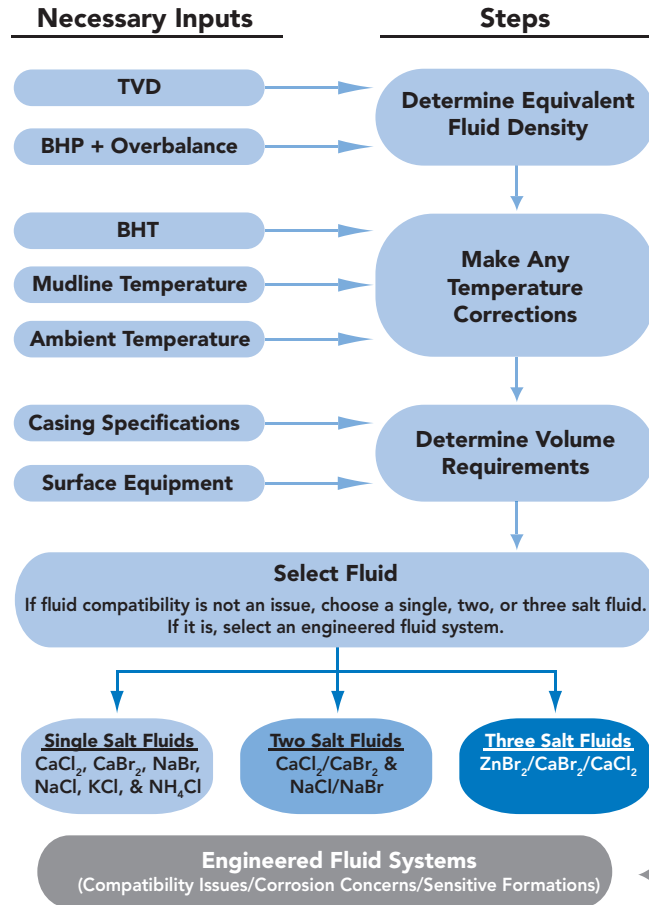 Necessary Inputs
Steps
TVD
BHP + Overbalance
Determine Equivalent
Fluid Density
BHT
Mudline Temperature
Ambient Temperature
Make Any
Temperature
Corrections
Casing Specifications
Surface Equipment
Determine Volume
Requirements
Select Fluid
If fluid compatibility is not an issue, choose a single, two, or three salt fluid.
If it is, select an engineered fluid system.
Single Salt Fluids
CaCl₂, CaBr₂, NaBr,
NaCl, KCl, & NH₄Cl
Two Salt Fluids
CaCl₂/CaBr₂ &
NaCl/NaBr
Three Salt Fluids
ZnBr₂/CaBr₂/CaCl₂
Engineered Fluid Systems
(Compatibility Issues/Corrosion Concerns/Sensitive Formations)